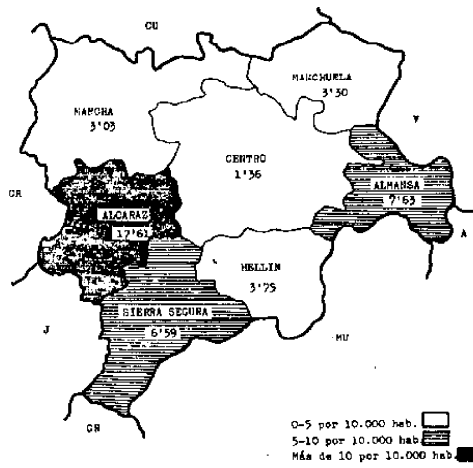 CU
MANCHUELA
3'30
MANCHA
3'03
V
CENTRO
1'36
CR
ALMANSA
7'63
ALCARAZ
17'61
A
HELLIN
3'75
SIERRA SEGURA
6'59
J
MU
GR
0-5 por 10.000 hab.
5-10 por 10.000 hab.
Más de 10 por 10.000 hab.